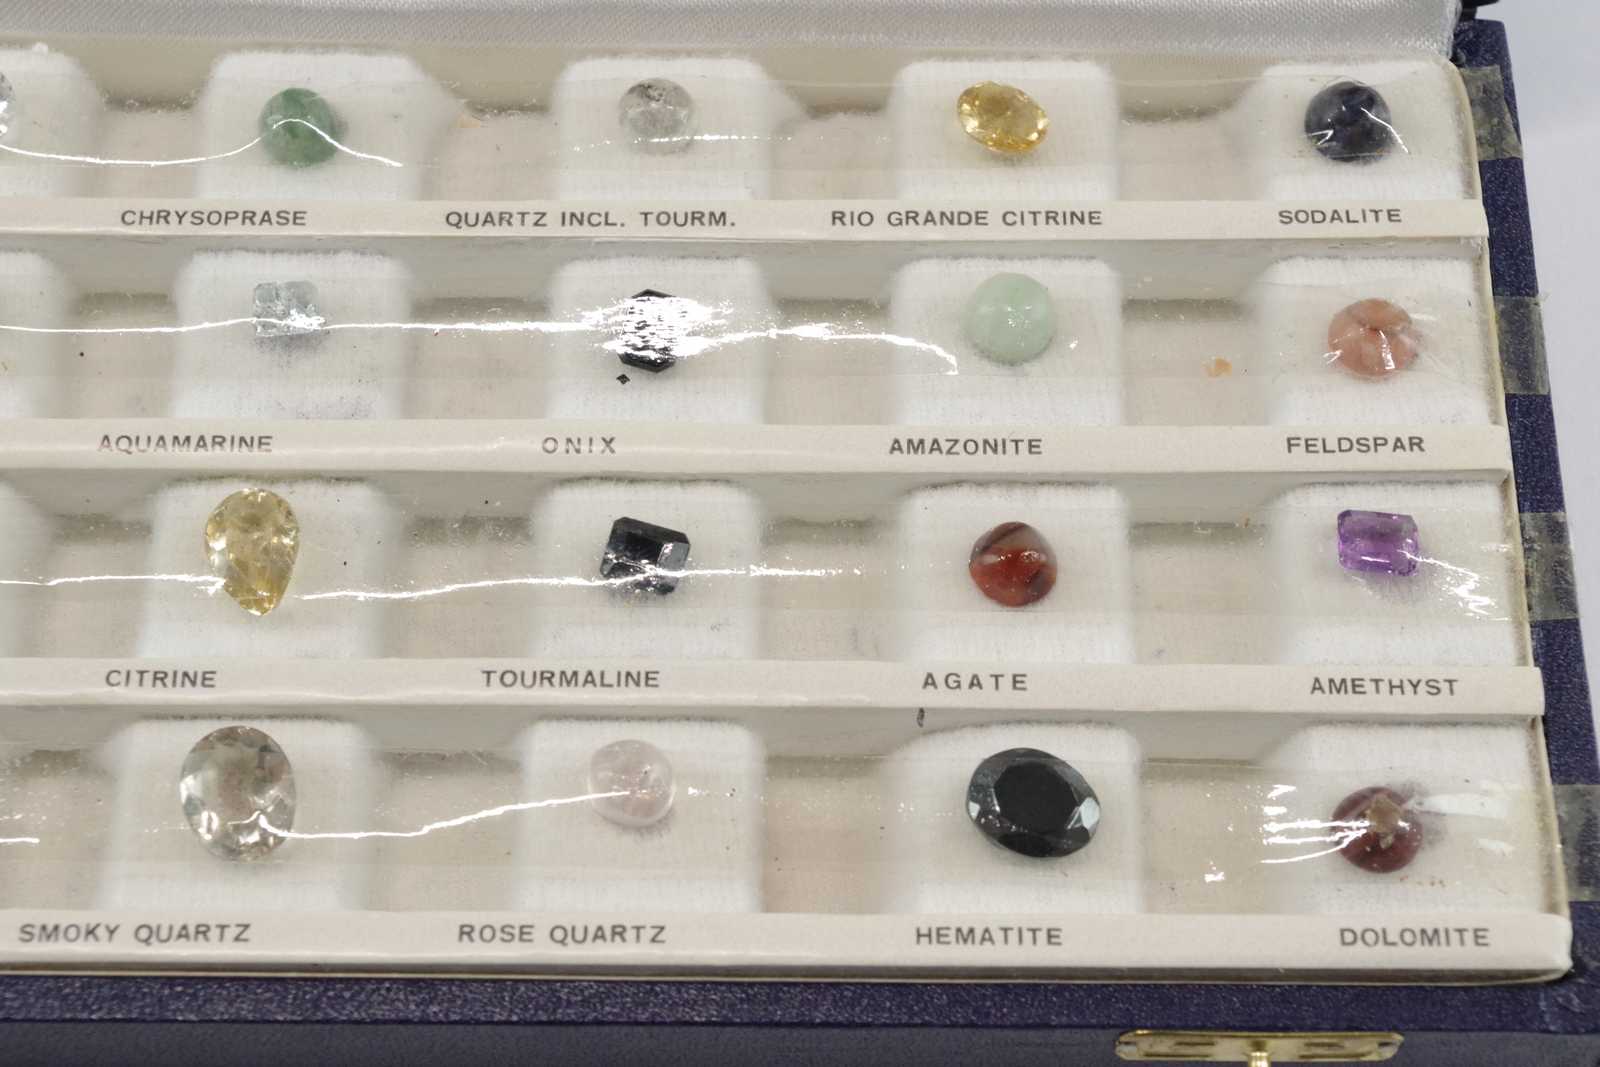 CHRYSOPRASE QUARTZ INCL. TOURM. RIO GRANDE CITRINE SODALITE
AQUAMARINE ONIX AMAZONITE FELDSPAR
CITRINE TOURMALINE AGATE AMETHYST
SMOKY QUARTZ ROSE QUARTZ HEMATITE DOLOMITE